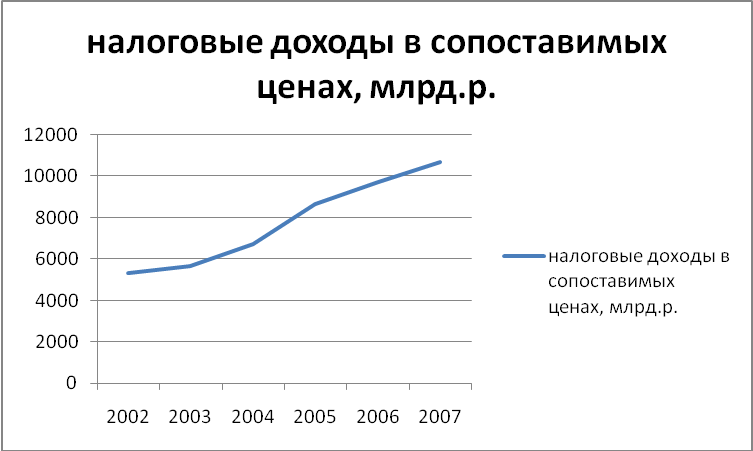 налоговые доходы в сопоставимых
ценах, млрд.р.
12000
10000
8000
6000
4000
2000
0
2002 2003 2004 2005 2006 2007
налоговые доходы в
сопоставимых
ценах, млрд.р.